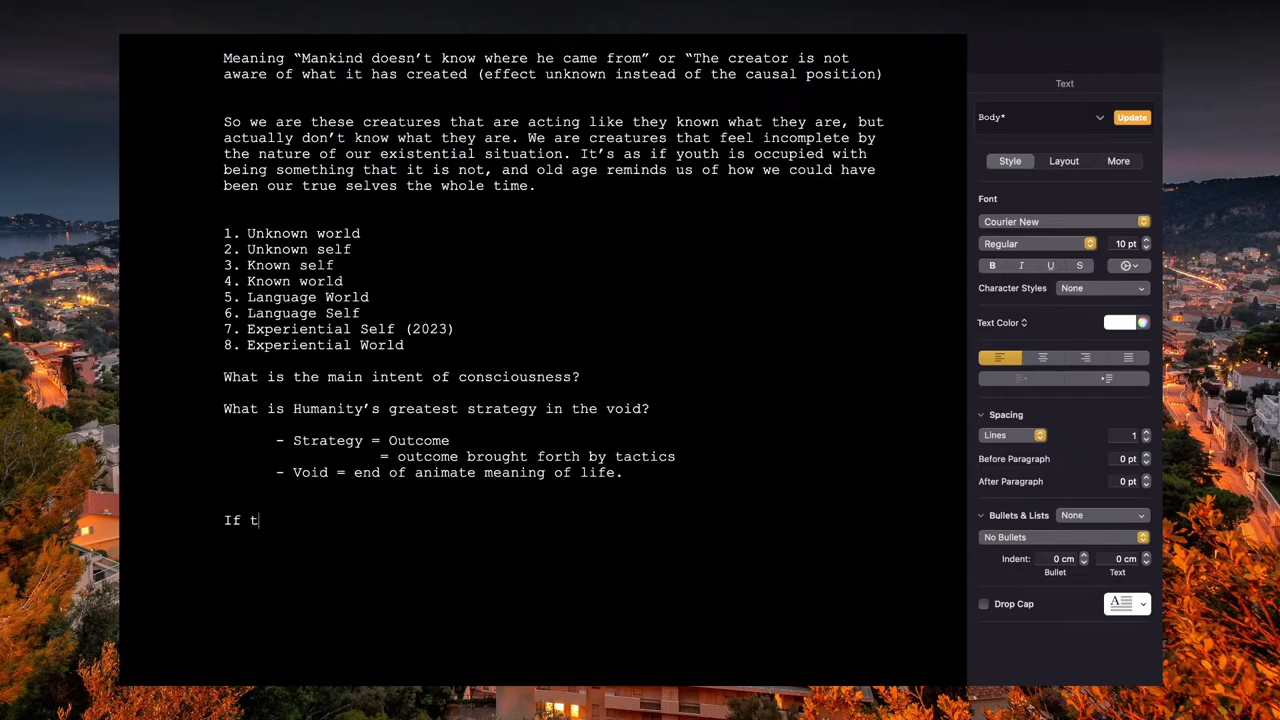 Meaning “Mankind doesn’t know where he came from” or “The creator is not
aware of what it has created (effect unknown instead of the causal position)
So we are these creatures that are acting like they known what they are, but
actually don’t know what they are. We are creatures that feel incomplete by
the nature of our existential situation. It’s as if youth is occupied with
being something that it is not, and old age reminds us of how we could have
been our true selves the whole time.
1. Unknown world
2. Unknown self
3. Known self
4. Known world
5. Language World
6. Language Self
7. Experiential Self (2023)
8. Experiential World
What is the main intent of consciousness?
What is Humanity’s greatest strategy in the void?
- Strategy = Outcome
= outcome brought forth by tactics
- Void = end of animate meaning of life.
If t
Text
Body*
Update
Style Layout More
Font
Courier New
Regular 10 pt
B I U S
Character Styles None
Text Color
Spacing
Lines 1
Before Paragraph 0 pt
After Paragraph 0 pt
Bullets & Lists None
No Bullets
Indent: 0 cm 0 cm
Bullet Text
Drop Cap A